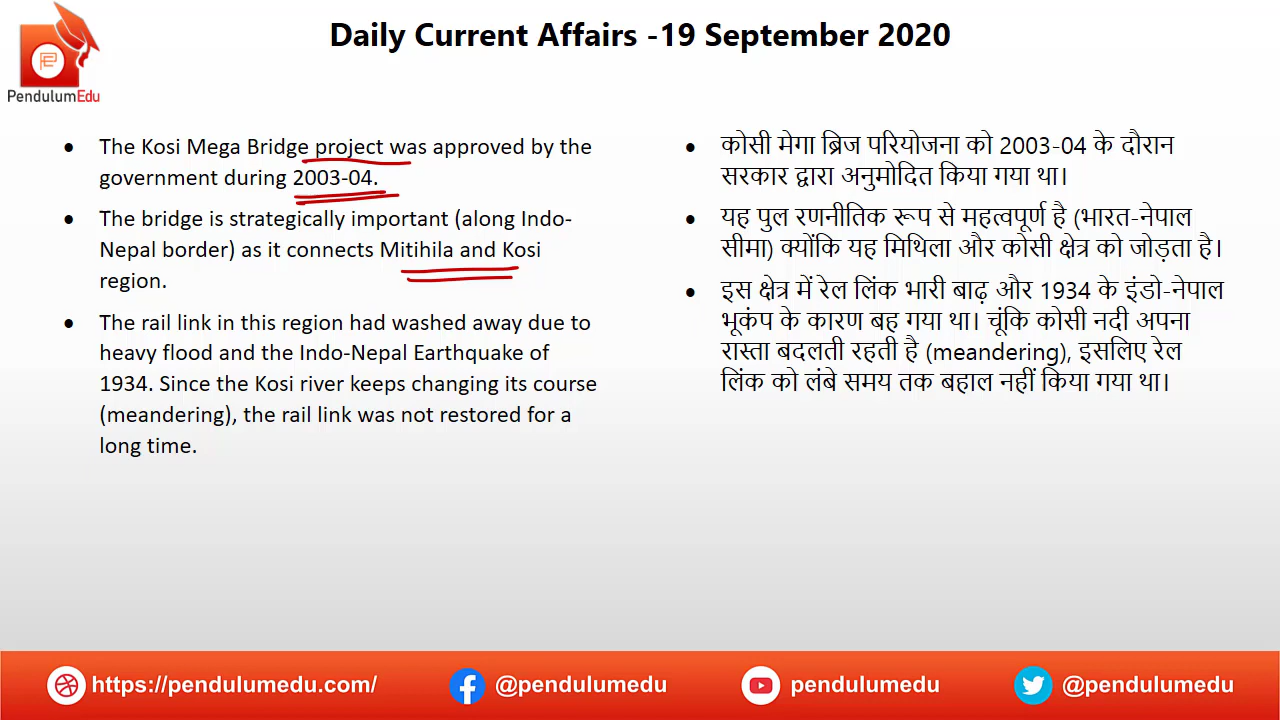 Daily Current Affairs -19 September 2020
PendulumEdu
• The Kosi Mega Bridge project was approved by the
government during 2003-04.
• The bridge is strategically important (along Indo-
Nepal border) as it connects Mitihila and Kosi
region.
• The rail link in this region had washed away due to
heavy flood and the Indo-Nepal Earthquake of
1934. Since the Kosi river keeps changing its course
(meandering), the rail link was not restored for a
long time.
• कोसी मेगा ब्रिज परियोजना को 2003-04 के दौरान
सरकार द्वारा अनुमोदित किया गया था।
• यह पुल रणनीतिक रूप से महत्वपूर्ण है (भारत-नेपाल
सीमा) क्योंकि यह मिथिला और कोसी क्षेत्र को जोड़ता है।
• इस क्षेत्र में रेल लिंक भारी बाढ़ और 1934 के इंडो-नेपाल
भूकंप के कारण बह गया था। चूंकि कोसी नदी अपना
रास्ता बदलती रहती है (meandering), इसलिए रेल
लिंक को लंबे समय तक बहाल नहीं किया गया था।
https://pendulumedu.com/
@pendulumedu
pendulumedu
@pendulumedu